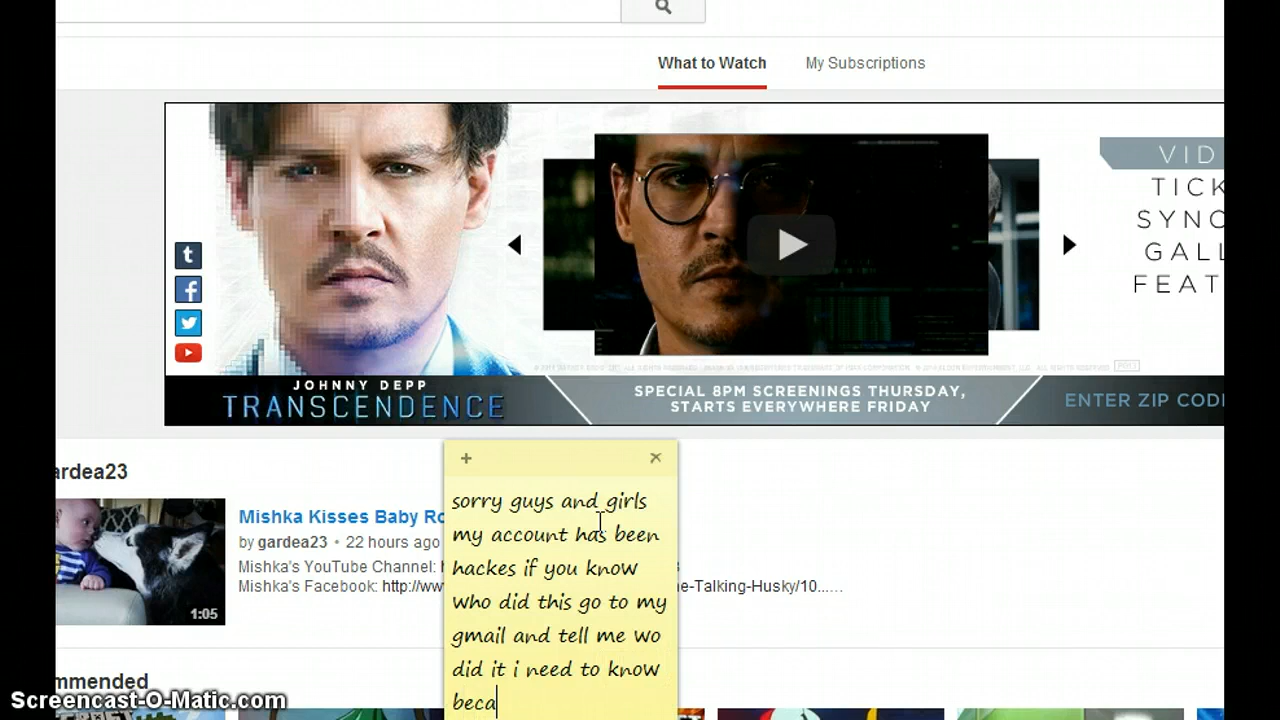 What to Watch
My Subscriptions
VID
TICK
SYNC
GALL
FEAT
JOHNNY DEPP
TRANSCENDENCE
SPECIAL 8PM SCREENINGS THURSDAY,
STARTS EVERYWHERE FRIDAY
ENTER ZIP COD
ardea23
Mishka Kisses Baby Ro
by gardea23 • 22 hours ago
Mishka's YouTube Channel:
Mishka's Facebook: http://ww
e-Talking-Husky/10...…
1:05
sorry guys and girls
my account has been
hackes if you know
who did this go to my
gmail and tell me wo
did it i need to know
beca
mmended
Screencast-O-Matic.com